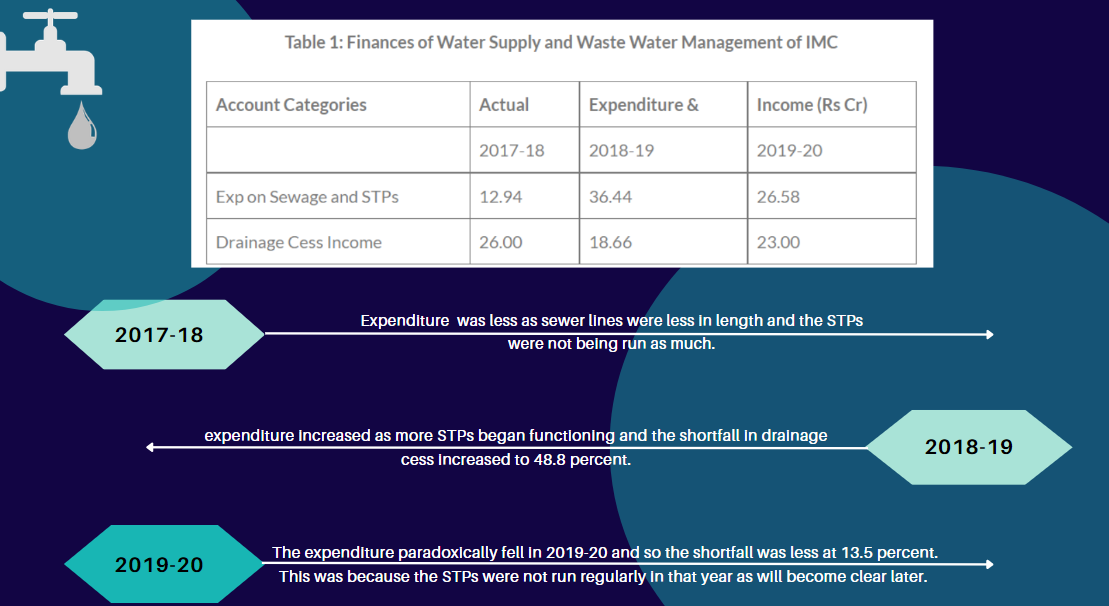 Table 1: Finances of Water Supply and Waste Water Management of IMC
Account Categories Actual Expenditure & Income (Rs Cr)
2017-18 2018-19 2019-20
Exp on Sewage and STPs 12.94 36.44 26.58
Drainage Cess Income 26.00 18.66 23.00
2017-18
Expenditure was less as sewer lines were less in length and the STPs
were not being run as much.
expenditure increased as more STPs began functioning and the shortfall in drainage
cess increased to 48.8 percent.
2018-19
2019-20
The expenditure paradoxically fell in 2019-20 and so the shortfall was less at 13.5 percent.
This was because the STPs were not run regularly in that year as will become clear later.